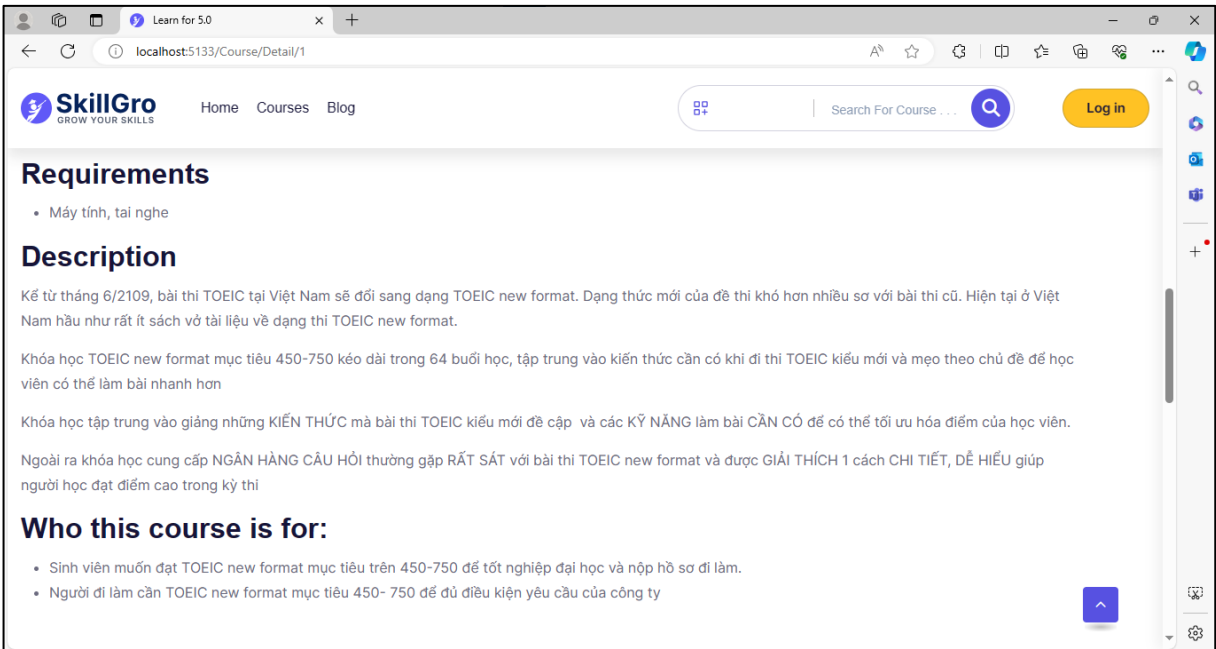 Learn for 5.0
localhost:5133/Course/Detail/1
SkillGro
GROW YOUR SKILLS
Home Courses Blog
Search For Course . . .
Log in
Requirements
• Máy tính, tai nghe
Description
Kể từ tháng 6/2109, bài thi TOEIC tại Việt Nam sẽ đổi sang dạng TOEIC new format. Dạng thức mới của đề thi khó hơn nhiều sơ với bài thi cũ. Hiện tại ở Việt
Nam hầu như rất ít sách vở tài liệu về dạng thi TOEIC new format.
Khóa học TOEIC new format mục tiêu 450-750 kéo dài trong 64 buổi học, tập trung vào kiến thức cần có khi đi thi TOEIC kiểu mới và mẹo theo chủ đề để học
viên có thể làm bài nhanh hơn
Khóa học tập trung vào giảng những KIẾN THỨC mà bài thi TOEIC kiểu mới đề cập và các KỸ NĂNG làm bài CẦN CÓ để có thể tối ưu hóa điểm của học viên.
Ngoài ra khóa học cung cấp NGÂN HÀNG CÂU HỎI thường gặp RẤT SÁT với bài thi TOEIC new format và được GIẢI THÍCH 1 cách CHI TIẾT, DỄ HIỂU giúp
người học đạt điểm cao trong kỳ thi
Who this course is for:
• Sinh viên muốn đạt TOEIC new format mục tiêu trên 450-750 để tốt nghiệp đại học và nộp hồ sơ đi làm.
• Người đi làm cần TOEIC new format mục tiêu 450- 750 để đủ điều kiện yêu cầu của công ty